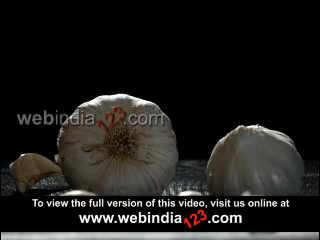 webindia123.com
To view the full version of this video, visit us online at
www.webindia123.com